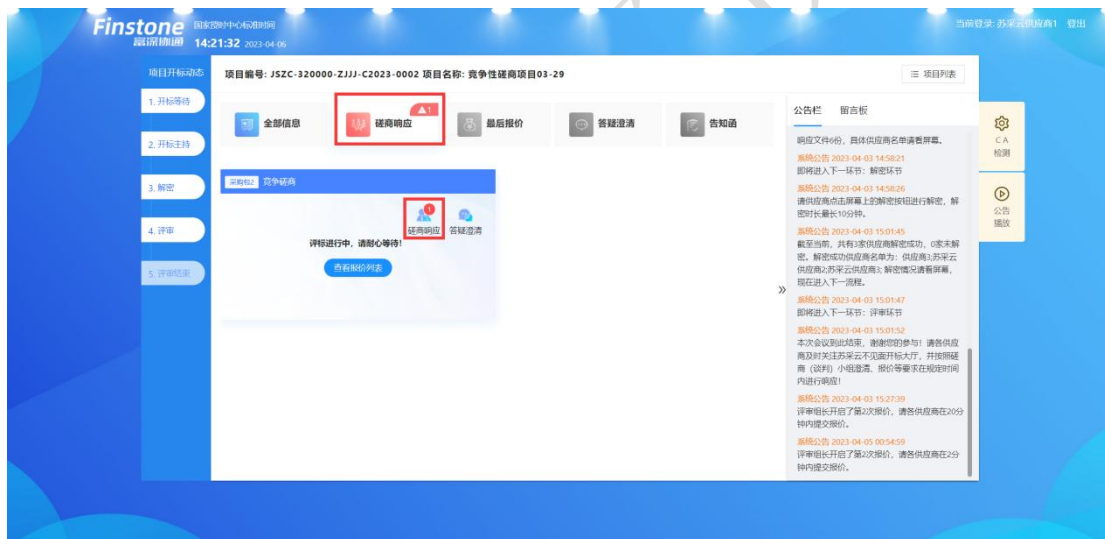 Finstone
富深协通
国家授时中心标准时间
14:21:32 2023-04-06
当前登录: 苏采云供应商1 登出
项目开标动态
1. 开标等待
2. 开标主持
3. 解密
4. 评审
5. 评审结束
项目编号: JSZC-320000-ZJJJ-C2023-0002 项目名称: 竞争性磋商项目03-29
项目列表
全部信息
磋商响应
1
最后报价
答疑澄清
告知函
采购包2 竞争磋商
1
磋商响应
答疑澄清
评标进行中，请耐心等待!
查看报价列表
公告栏 留言板
响应文件6份，具体供应商名单请看屏幕。
系统公告 2023-04-03 14:58:21
即将进入下一环节：解密环节
系统公告 2023-04-03 14:58:26
请供应商点击屏幕上的解密按钮进行解密，解
密时长最长10分钟。
系统公告 2023-04-03 15:01:45
截至当前，共有3家供应商解密成功，0家未解
密。解密成功供应商名单为：供应商3;苏采云
供应商2;苏采云供应商3; 解密情况请看屏幕，
现在进入下一流程。
系统公告 2023-04-03 15:01:47
即将进入下一环节：评审环节
系统公告 2023-04-03 15:01:52
本次会议到此结束，谢谢您的参与！请各供应
商及时关注苏采云不见面开标大厅，并按照磋
商（谈判）小组澄清、报价等要求在规定时间
内进行响应！
系统公告 2023-04-03 15:27:39
评审组长开启了第2次报价，请各供应商在20分
钟内提交报价。
系统公告 2023-04-05 00:54:59
评审组长开启了第2次报价，请各供应商在2分
钟内提交报价。
CA
检测
公告
播放